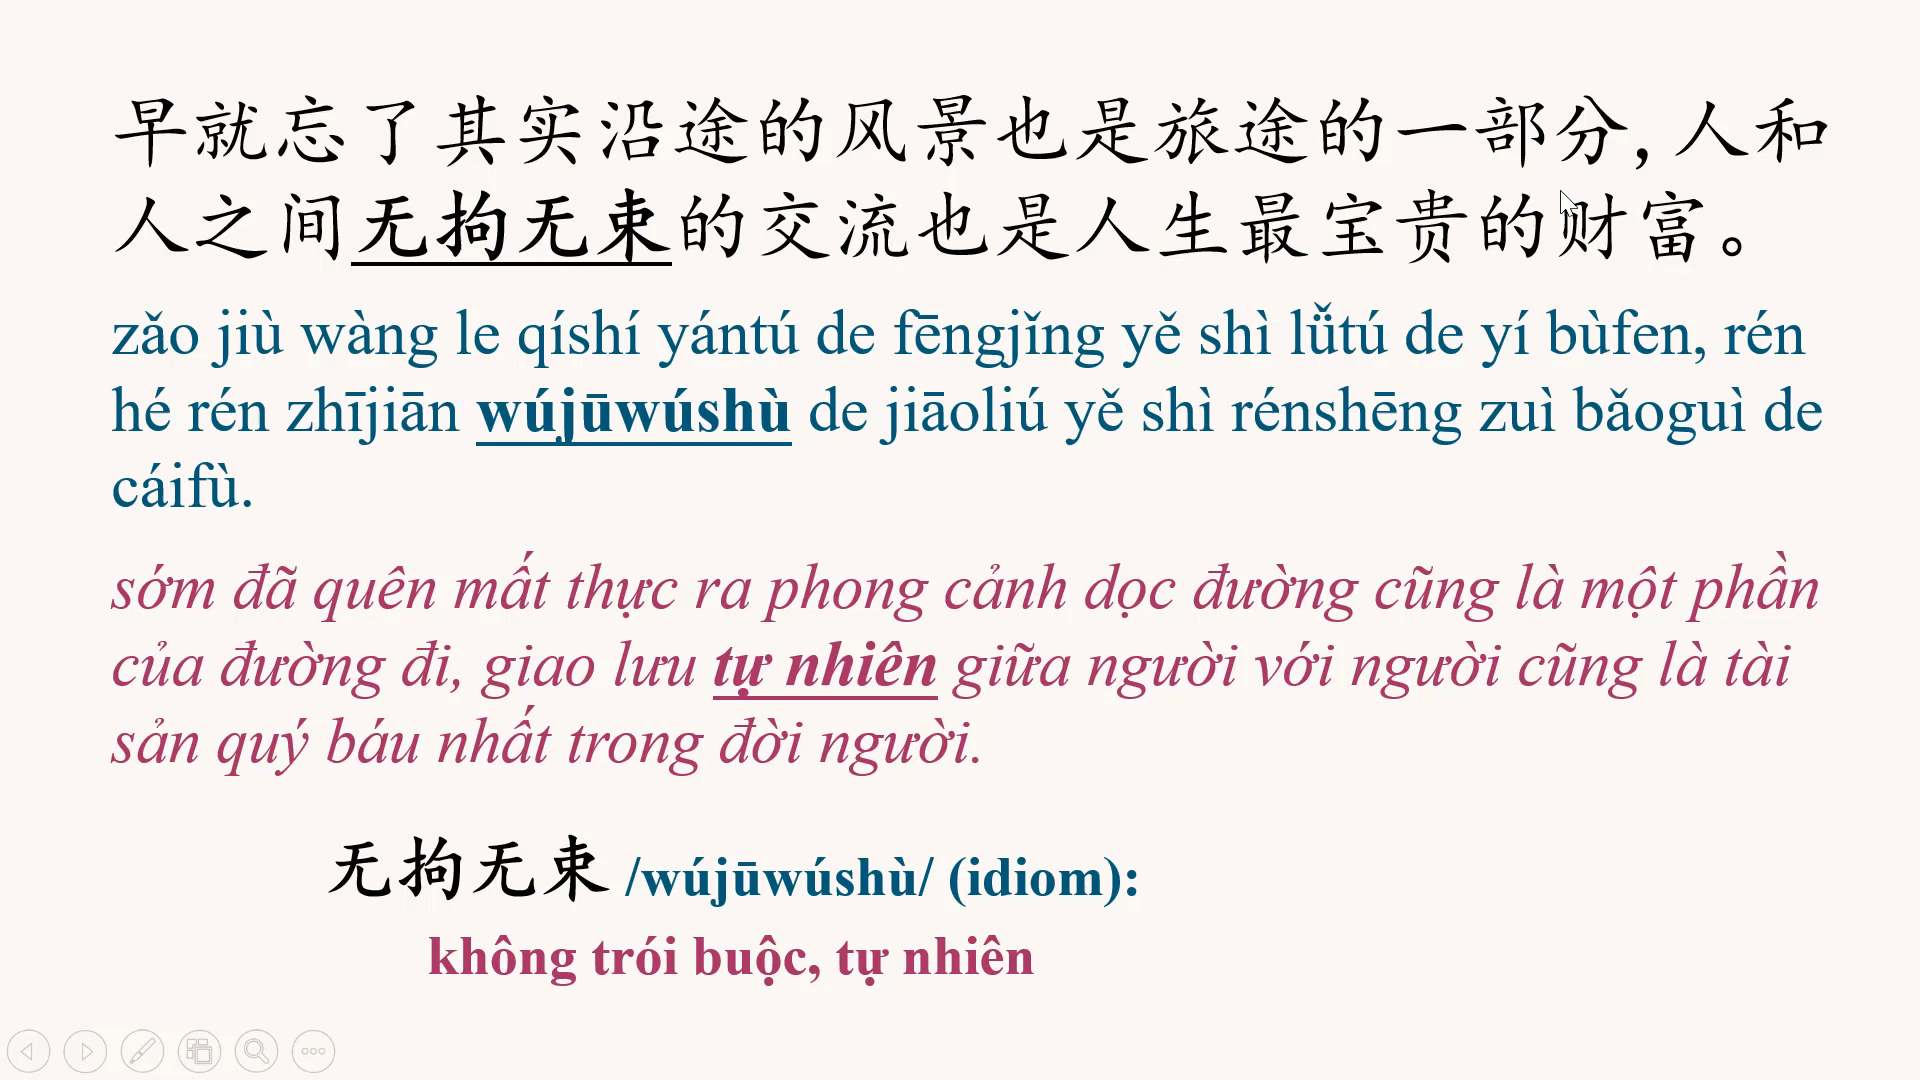 早就忘了其实沿途的风景也是旅途的一部分, 人和
人之间无拘无束的交流也是人生最宝贵的财富。
zǎo jiù wàng le qíshí yántú de fēngjǐng yě shì lǚtú de yí bùfen, rén
hé rén zhījiān wújūwúshù de jiāoliú yě shì rénshēng zuì bǎoguì de
cáifù.
sớm đã quên mất thực ra phong cảnh dọc đường cũng là một phần
của đường đi, giao lưu tự nhiên giữa người với người cũng là tài
sản quý báu nhất trong đời người.
无拘无束 /wújūwúshù/ (idiom):
không trói buộc, tự nhiên